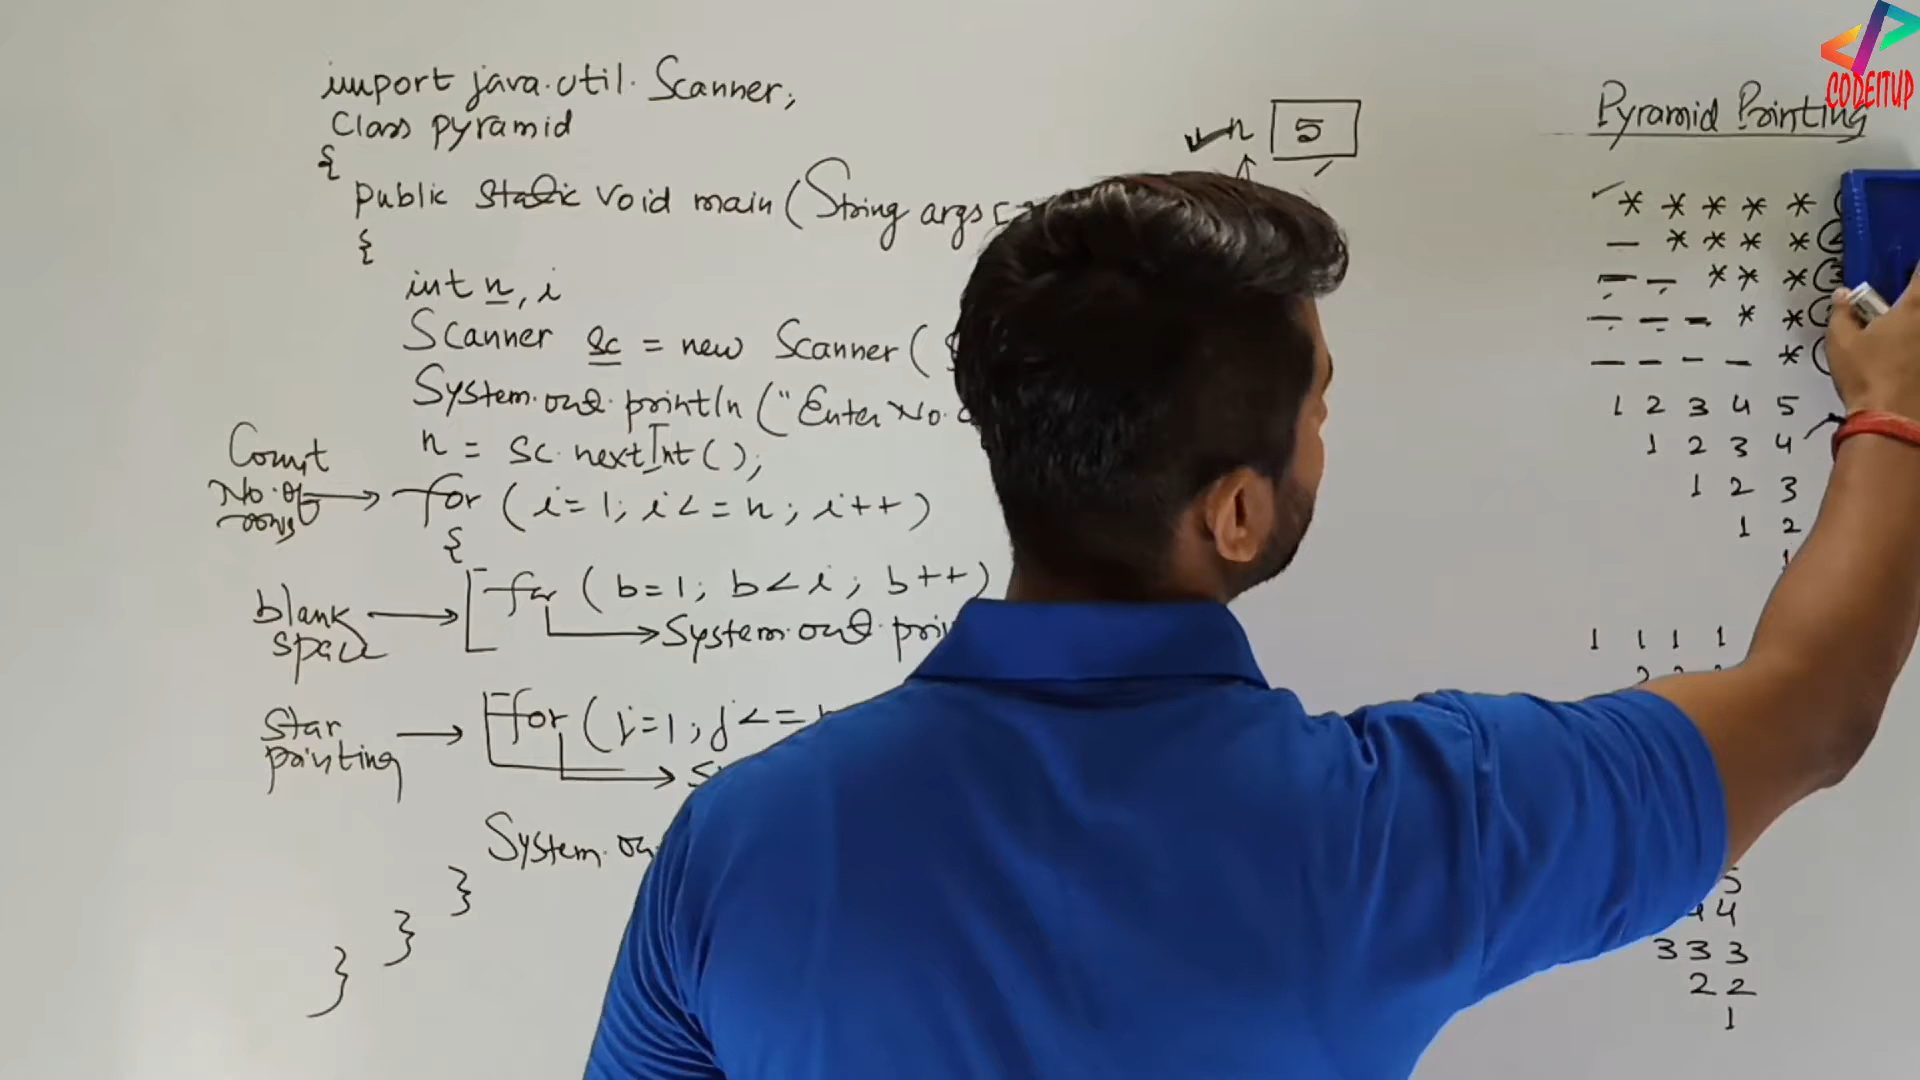 import java.util.Scanner;
Class pyramid
{
public static void main (String args [
{
int n, i
Scanner sc = new Scanner (
System.out.println ("Enter No.
n = sc.nextInt();
Count
No. of
rows
for (i=1; i<=n; i++)
{
blank
space
for (b=1; b<i; b++)
System.out.pri
star
printing
for (j=1; j<=
S
System.ou
}
}
}
n 5
CODEITUP
Pyramid Printing
* * * * *
— * * * *
— — * * *
— — — * *
— — — — *
1 2 3 4 5
1 2 3 4
1 2 3
1 2
1
1 1 1 1
5
4 4
3 3 3
2 2
1